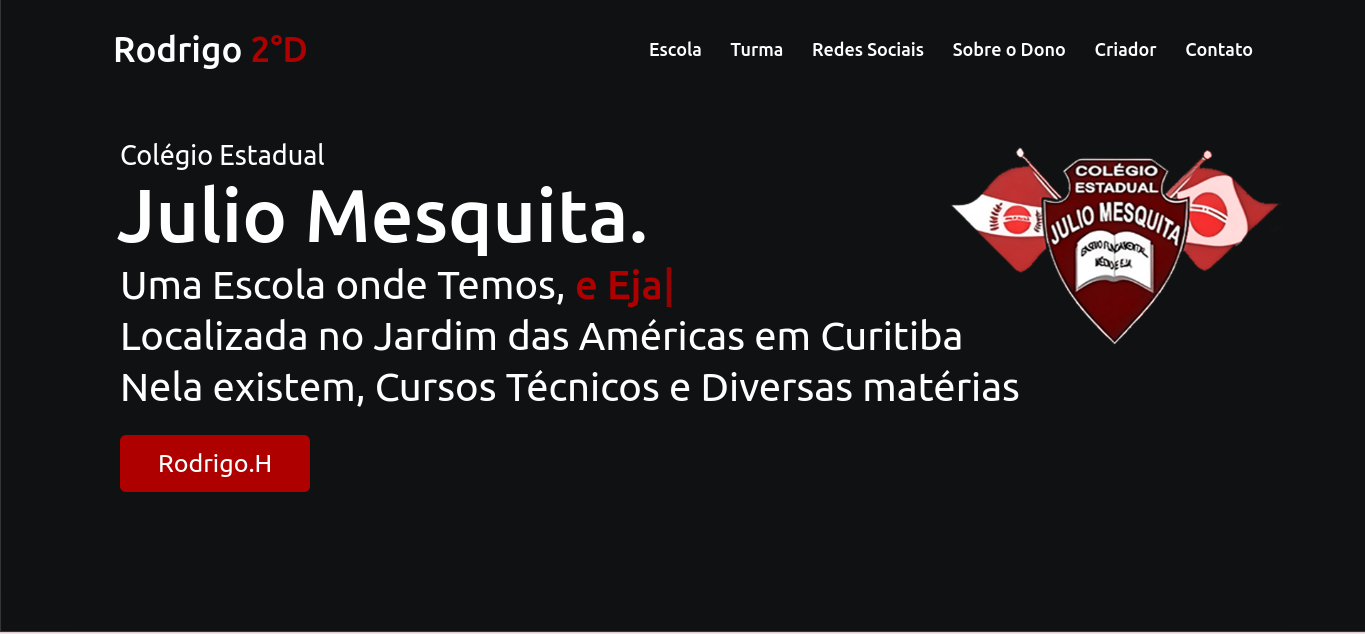 Rodrigo 2°D
Escola Turma Redes Sociais Sobre o Dono Criador Contato
Colégio Estadual
Julio Mesquita.
Uma Escola onde Temos, e Eja|
Localizada no Jardim das Américas em Curitiba
Nela existem, Cursos Técnicos e Diversas matérias
Rodrigo.H
COLÉGIO
ESTADUAL
JULIO MESQUITA
ENSINO FUNDAMENTAL
MÉDIO E EJA